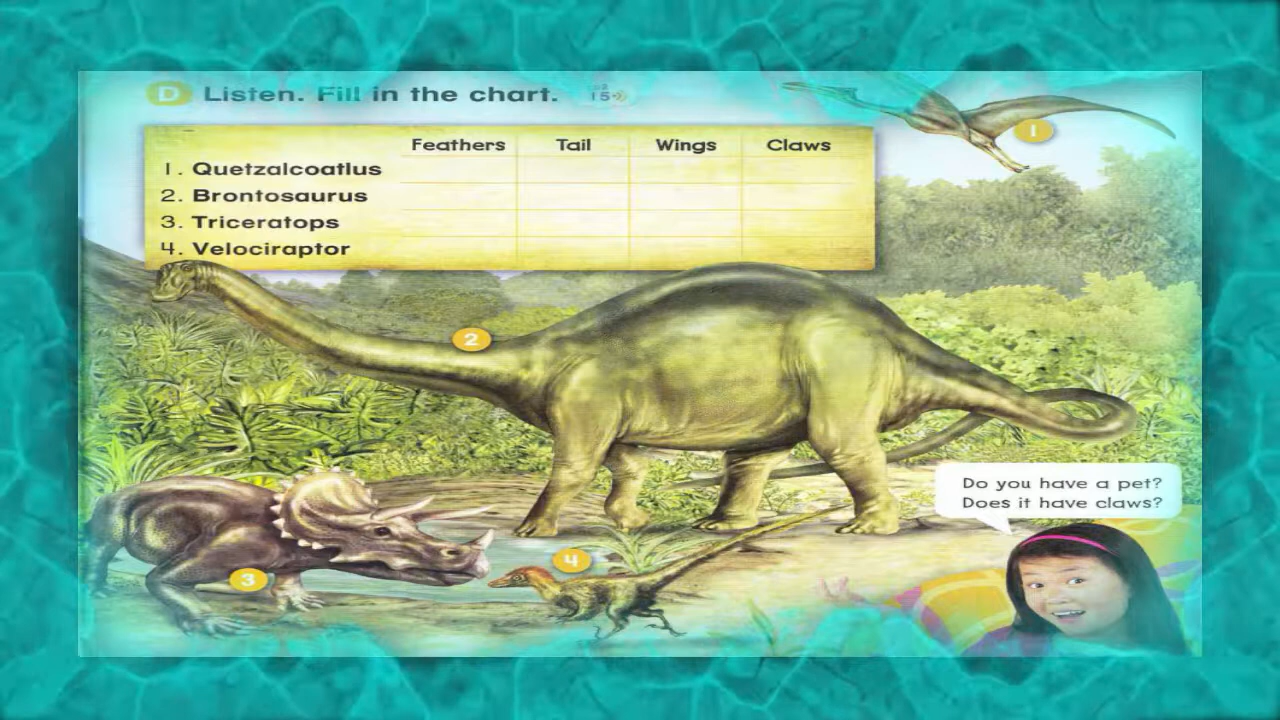 D Listen. Fill in the chart. 15
Feathers Tail Wings Claws
1. Quetzalcoatlus
2. Brontosaurus
3. Triceratops
4. Velociraptor
1
2
3
4
Do you have a pet?
Does it have claws?